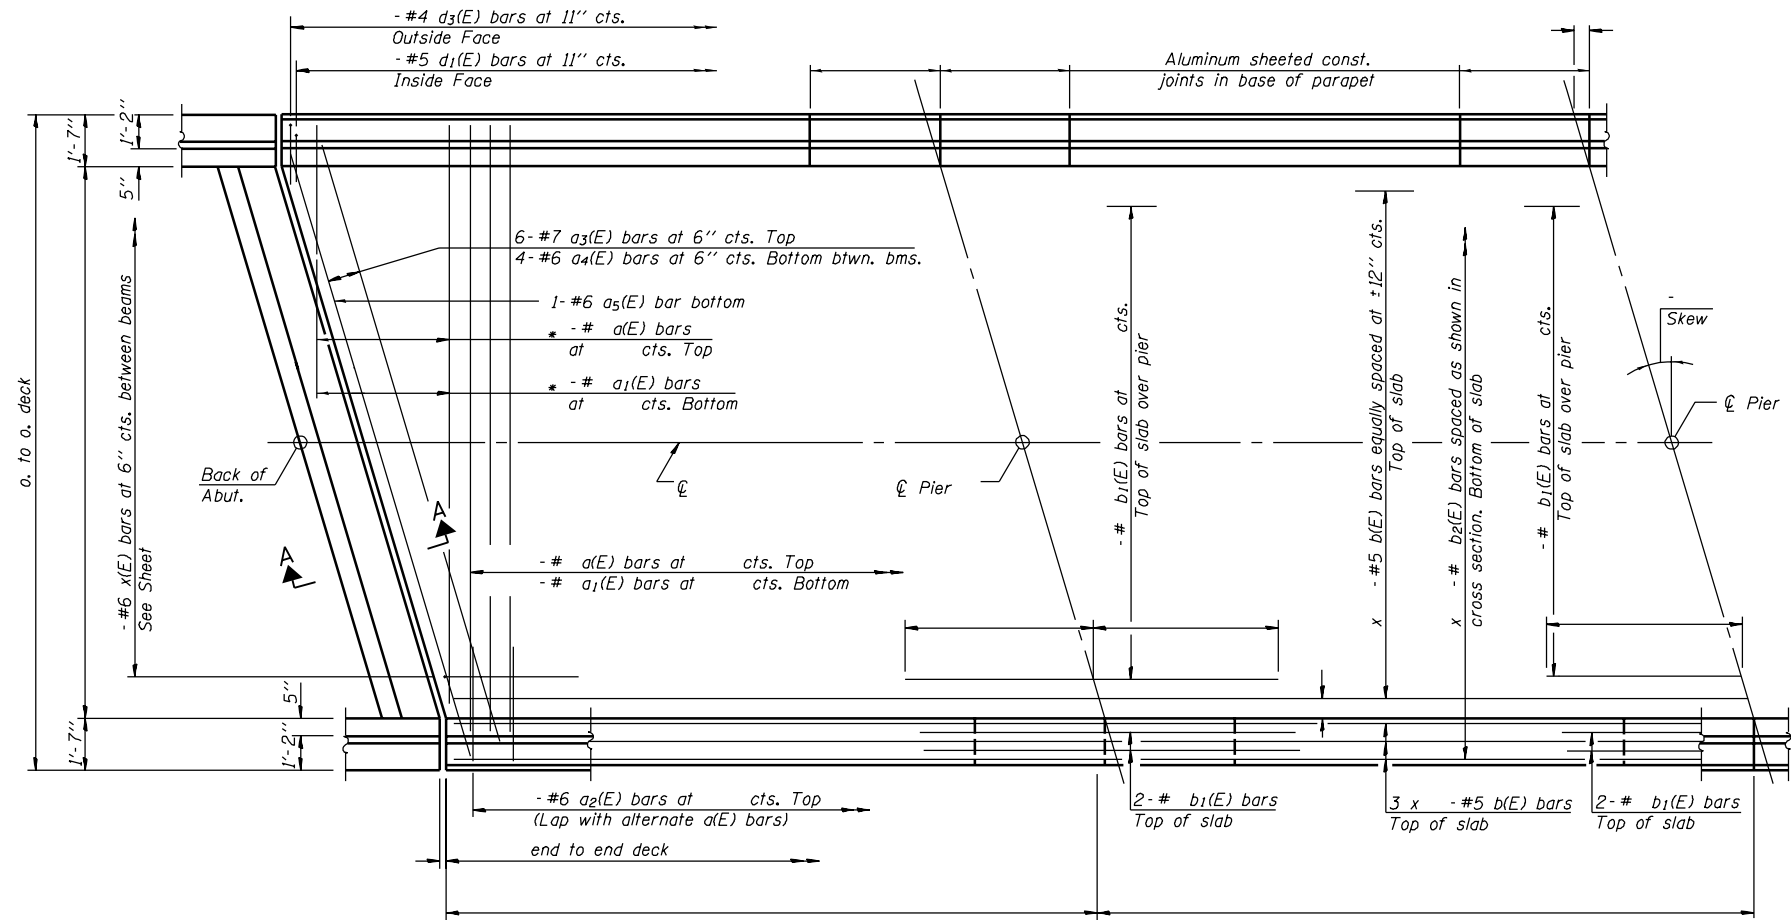 - #4 d3(E) bars at 11" cts.
Outside Face
- #5 d1(E) bars at 11" cts.
Inside Face
Aluminum sheeted const.
joints in base of parapet
1'-7"
1'-2"
5"
o. to o. deck
- #6 x(E) bars at 6" cts. between beams
See Sheet
6- #7 a3(E) bars at 6" cts. Top
4- #6 a4(E) bars at 6" cts. Bottom btwn. bms.
1- #6 a5(E) bar bottom
* - # a(E) bars
at cts. Top
* - # a1(E) bars
at cts. Bottom
Back of
Abut.
℄
℄ Pier
A
A
- # a(E) bars at cts. Top
- # a1(E) bars at cts. Bottom
- # b1(E) bars at cts.
Top of slab over pier
x - #5 b(E) bars equally spaced at ±12" cts.
Top of slab
x - # b2(E) bars spaced as shown in
cross section. Bottom of slab
- # b1(E) bars at cts.
Top of slab over pier
-
Skew
℄ Pier
1'-7"
5"
1'-2"
- #6 a2(E) bars at cts. Top
(Lap with alternate a(E) bars)
end to end deck
2- # b1(E) bars
Top of slab
3 x - #5 b(E) bars
Top of slab
2- # b1(E) bars
Top of slab